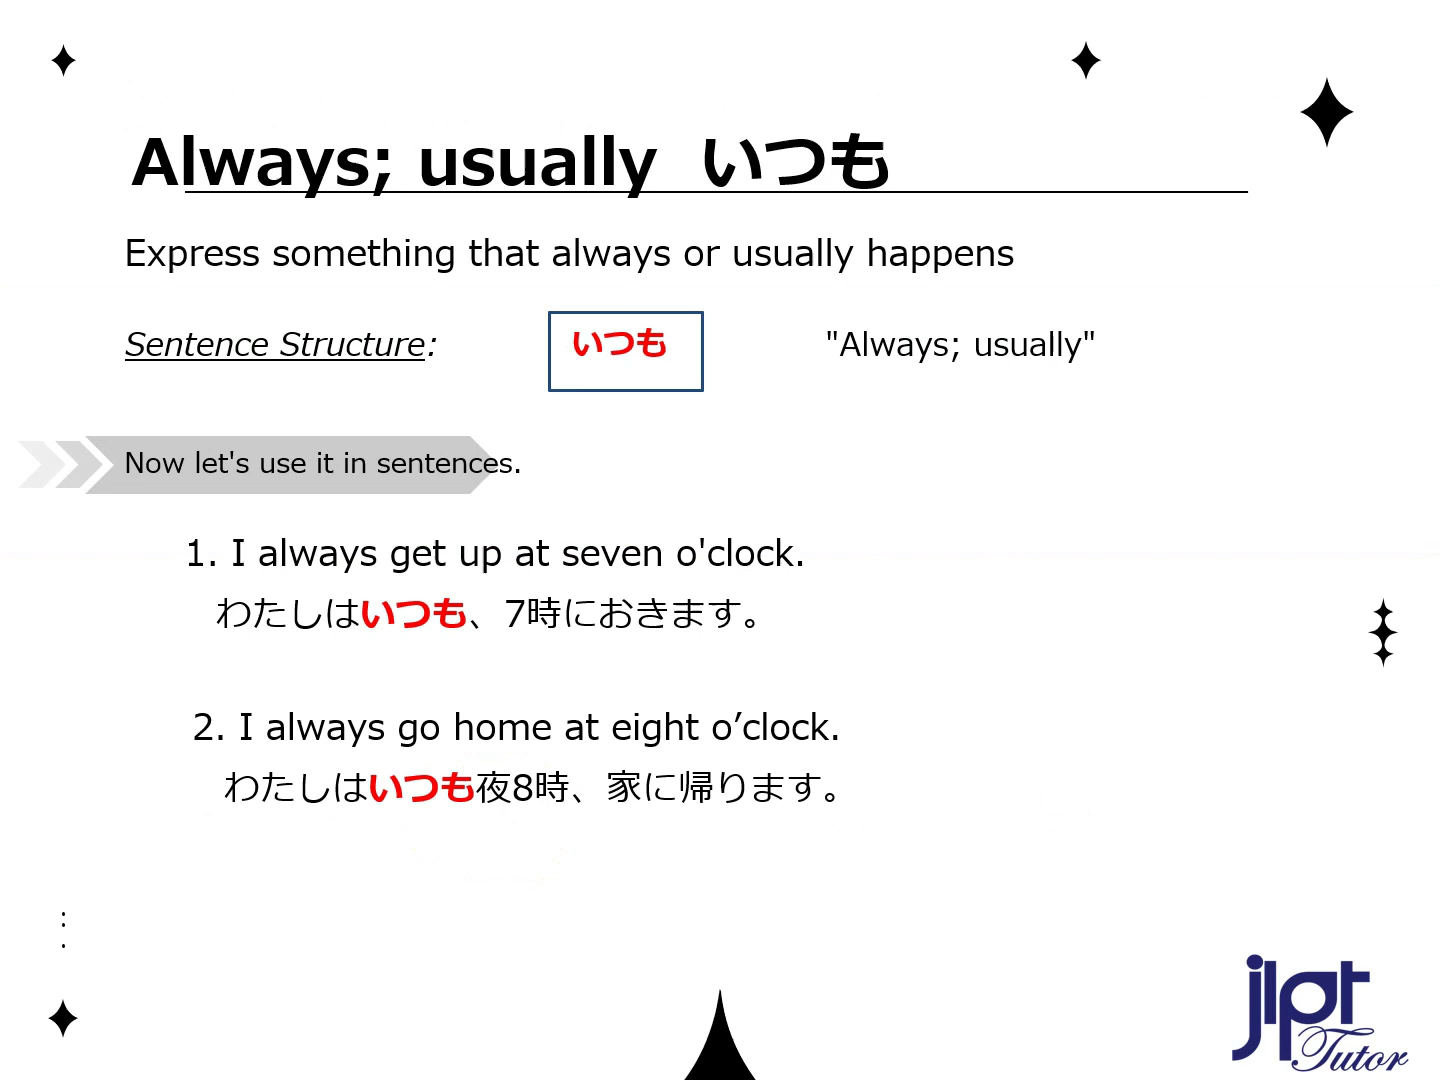 Always; usually いつも
Express something that always or usually happens
Sentence Structure: いつも "Always; usually"
Now let's use it in sentences.
1. I always get up at seven o'clock.
わたしはいつも、7時におきます。
2. I always go home at eight o’clock.
わたしはいつも夜8時、家に帰ります。
jlpt
Tutor